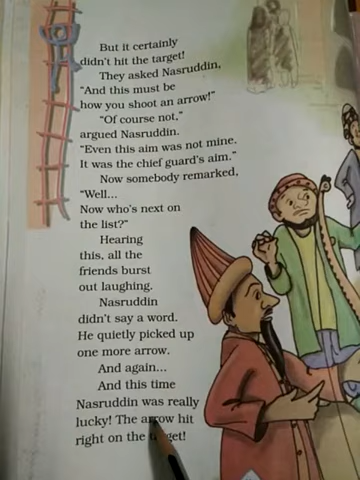 But it certainly
didn't hit the target!
They asked Nasruddin,
"And this must be
how you shoot an arrow!"
"Of course not,"
argued Nasruddin.
"Even this aim was not mine.
It was the chief guard's aim."
Now somebody remarked,
"Well...
Now who's next on
the list?"
Hearing
this, all the
friends burst
out laughing.
Nasruddin
didn't say a word.
He quietly picked up
one more arrow.
And again...
And this time
Nasruddin was really
lucky! The arrow hit
right on the target!